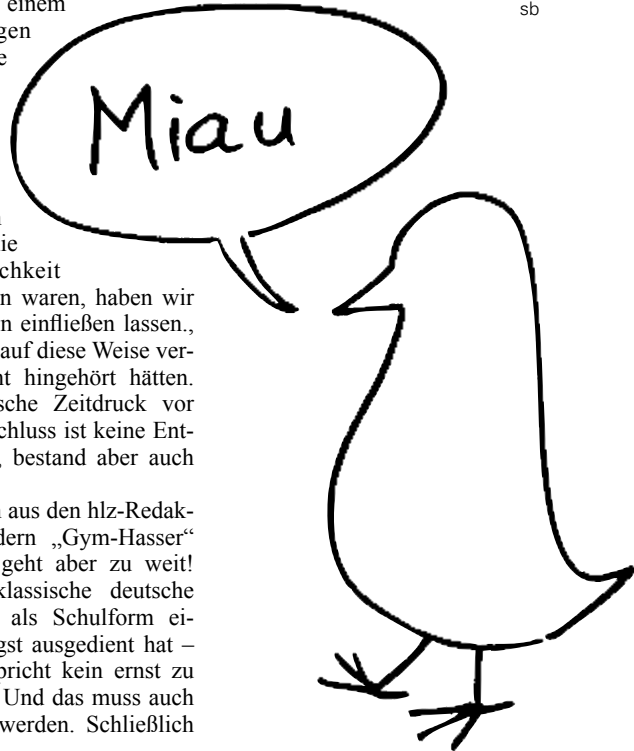 einem
sb
gen
e
Miau
ie
chkeit
n waren, haben wir
n einfließen lassen.,
auf diese Weise ver-
nt hingehört hätten.
sche Zeitdruck vor
chluss ist keine Ent-
, bestand aber auch
n aus den hlz-Redak-
dern „Gym-Hasser“
geht aber zu weit!
klassische deutsche
als Schulform ei-
gst ausgedient hat –
pricht kein ernst zu
Und das muss auch
werden. Schließlich